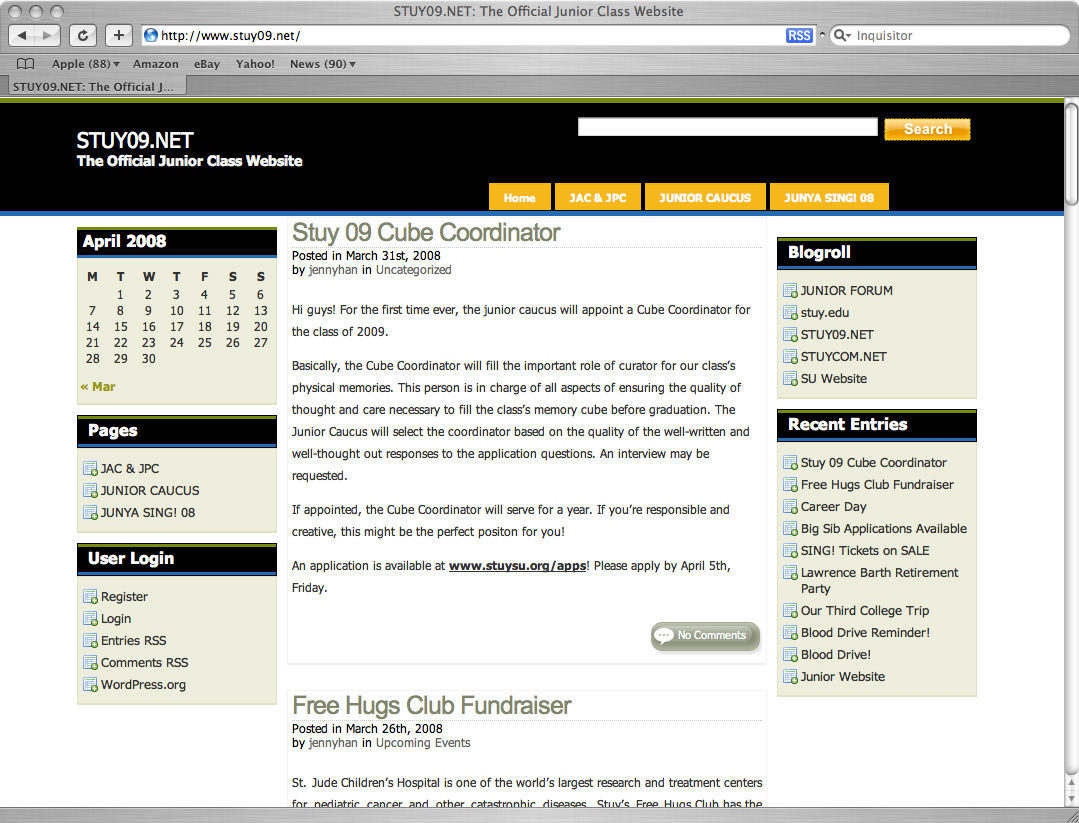 STUY09.NET: The Official Junior Class Website
http://www.stuy09.net/
RSS
Inquisitor
Apple (88) Amazon eBay Yahoo! News (90)
STUY09.NET: The Official J...
STUY09.NET
The Official Junior Class Website
Search
Home JAC & JPC JUNIOR CAUCUS JUNYA SING! 08
April 2008
M T W T F S S
1 2 3 4 5 6
7 8 9 10 11 12 13
14 15 16 17 18 19 20
21 22 23 24 25 26 27
28 29 30
« Mar
Pages
JAC & JPC
JUNIOR CAUCUS
JUNYA SING! 08
User Login
Register
Login
Entries RSS
Comments RSS
WordPress.org
Stuy 09 Cube Coordinator
Posted in March 31st, 2008
by jennyhan in Uncategorized
Hi guys! For the first time ever, the junior caucus will appoint a Cube Coordinator for
the class of 2009.
Basically, the Cube Coordinator will fill the important role of curator for our class's
physical memories. This person is in charge of all aspects of ensuring the quality of
thought and care necessary to fill the class's memory cube before graduation. The
Junior Caucus will select the coordinator based on the quality of the well-written and
well-thought out responses to the application questions. An interview may be
requested.
If appointed, the Cube Coordinator will serve for a year. If you're responsible and
creative, this might be the perfect positon for you!
An application is available at www.stuysu.org/apps! Please apply by April 5th,
Friday.
No Comments
Free Hugs Club Fundraiser
Posted in March 26th, 2008
by jennyhan in Upcoming Events
St. Jude Children's Hospital is one of the world's largest research and treatment centers
for pediatric cancer and other catastrophic diseases. Stuy's Free Hugs Club has the
Blogroll
JUNIOR FORUM
stuy.edu
STUY09.NET
STUYCOM.NET
SU Website
Recent Entries
Stuy 09 Cube Coordinator
Free Hugs Club Fundraiser
Career Day
Big Sib Applications Available
SING! Tickets on SALE
Lawrence Barth Retirement
Party
Our Third College Trip
Blood Drive Reminder!
Blood Drive!
Junior Website